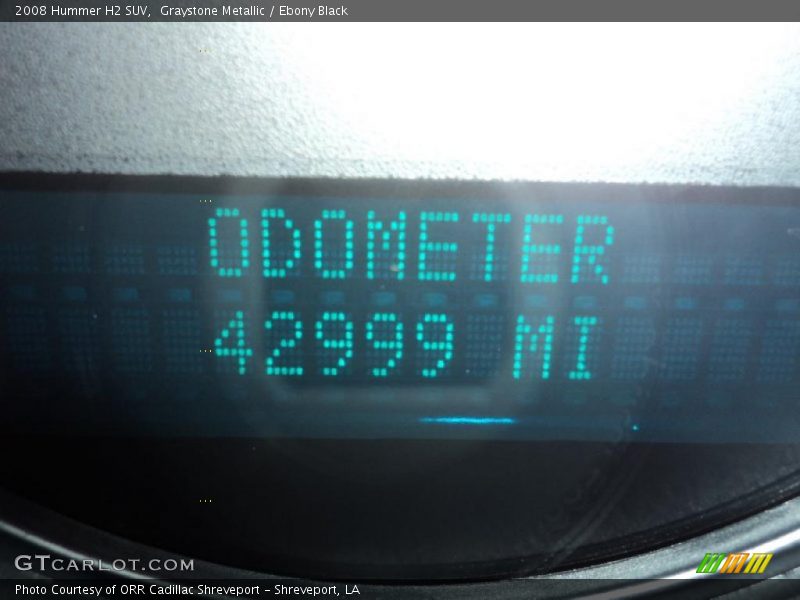 2008 Hummer H2 SUV,  Graystone Metallic / Ebony Black
ODOMETER
42999 MI
GTCARLOT.COM
Photo Courtesy of ORR Cadillac Shreveport - Shreveport, LA